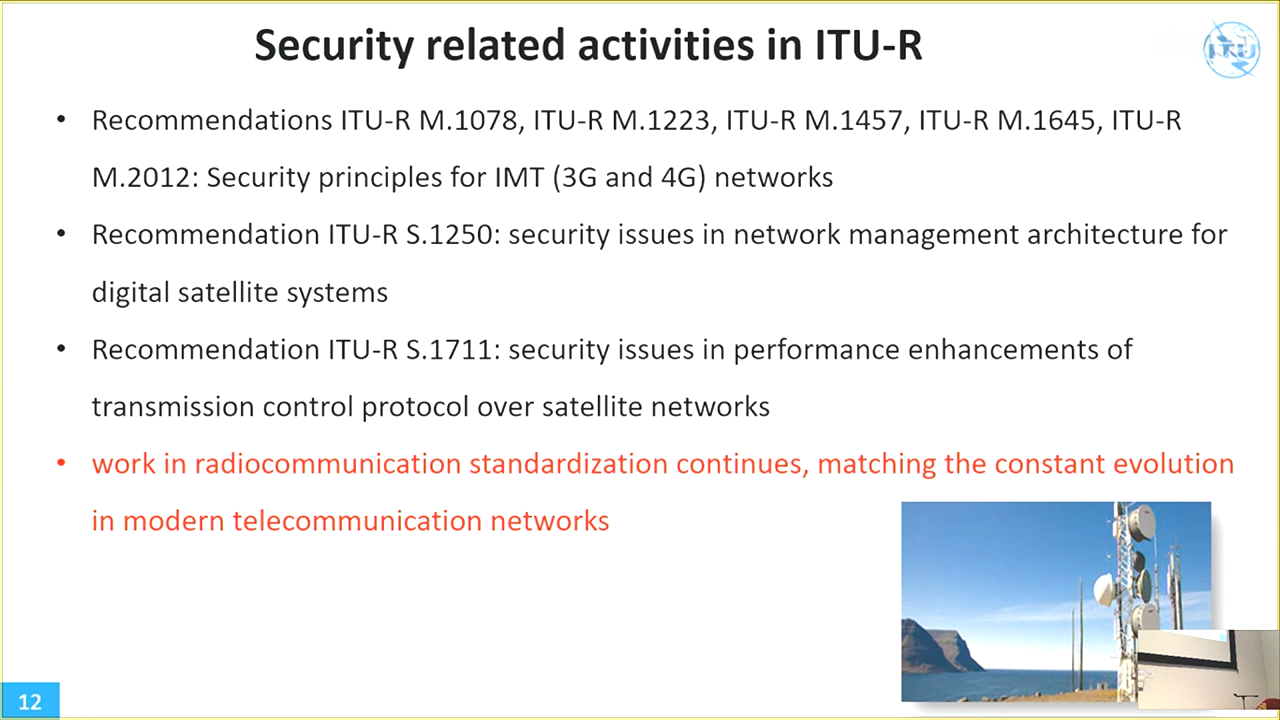 Security related activities in ITU-R
ITU
• Recommendations ITU-R M.1078, ITU-R M.1223, ITU-R M.1457, ITU-R M.1645, ITU-R
M.2012: Security principles for IMT (3G and 4G) networks
• Recommendation ITU-R S.1250: security issues in network management architecture for
digital satellite systems
• Recommendation ITU-R S.1711: security issues in performance enhancements of
transmission control protocol over satellite networks
• work in radiocommunication standardization continues, matching the constant evolution
in modern telecommunication networks
12